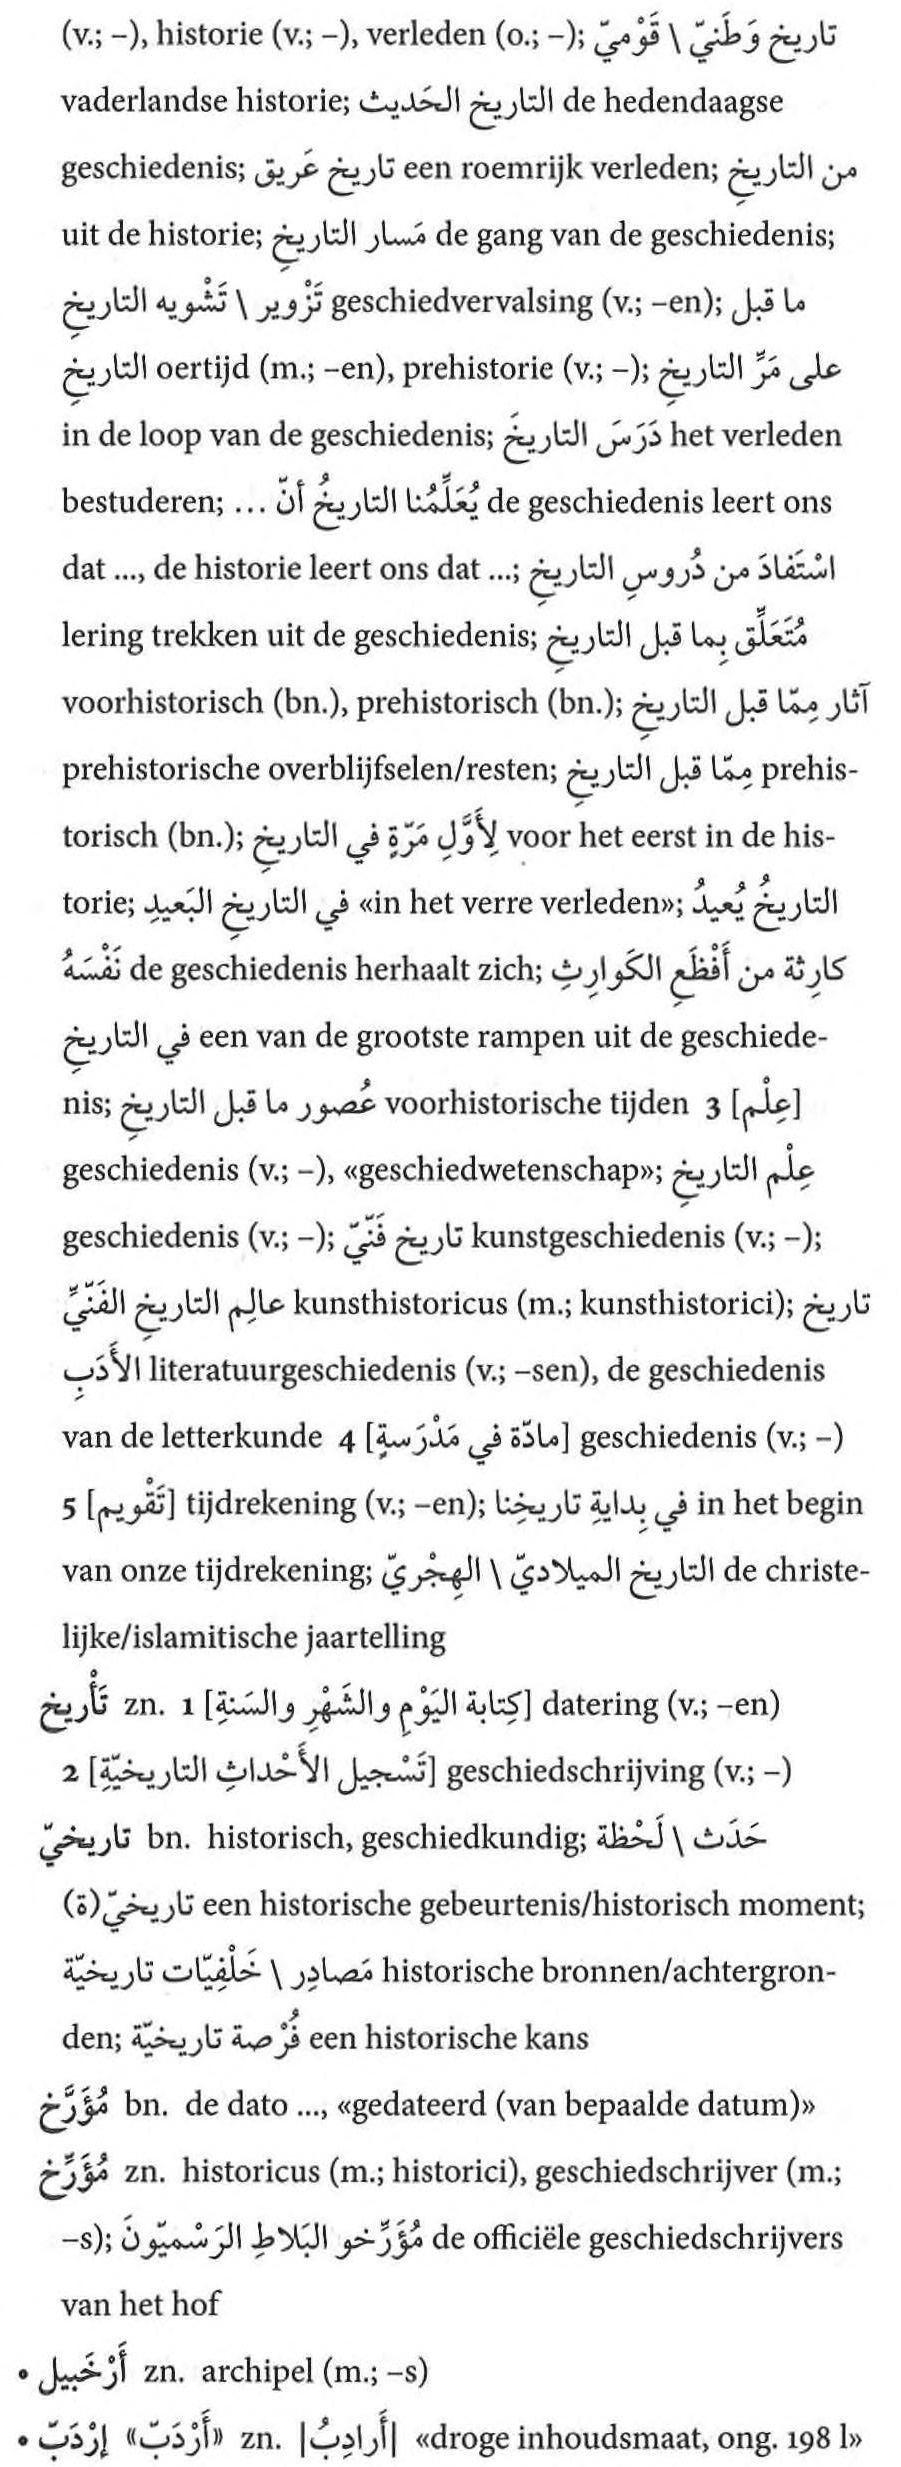 (v.; –), historie (v.; –), verleden (o.; –); تاريخ وَطَنيّ \ قَوْميّ
vaderlandse historie; التاريخ الحَديث de hedendaagse
geschiedenis; تاريخ عَريق een roemrijk verleden; من التاريخِ
uit de historie; مَسار التاريخِ de gang van de geschiedenis;
تَزْوير \ تَشْويه التاريخِ geschiedvervalsing (v.; –en); ما قبل
التاريخِ oertijd (m.; –en), prehistorie (v.; –); على مَرِّ التاريخِ
in de loop van de geschiedenis; دَرَسَ التاريخَ het verleden
bestuderen; يُعَلِّمُنا التاريخُ أنّ ... de geschiedenis leert ons
dat ..., de historie leert ons dat ...; اسْتَفادَ من دُروسِ التاريخِ
lering trekken uit de geschiedenis; مُتَعَلِّق بِما قبل التاريخِ
voorhistorisch (bn.), prehistorisch (bn.); آثار مِمّا قبل التاريخِ
prehistorische overblijfselen/resten; مِمّا قبل التاريخِ prehis-
torisch (bn.); لِأَوَّلِ مَرّةٍ في التاريخِ voor het eerst in de his-
torie; في التاريخِ البَعيدِ «in het verre verleden»; التاريخُ يُعيدُ
نَفْسَهُ de geschiedenis herhaalt zich; كارِثة من أَفْظَعِ الكَوارِثِ
في التاريخِ een van de grootste rampen uit de geschiede-
nis; عُصور ما قبل التاريخِ voorhistorische tijden 3 [عِلْم]
geschiedenis (v.; –), «geschiedwetenschap»; عِلْم التاريخِ
geschiedenis (v.; –); تاريخ فَنّيّ kunstgeschiedenis (v.; –);
عالِم التاريخِ الفَنّيِّ kunsthistoricus (m.; kunsthistorici); تاريخ
الأَدَبِ literatuurgeschiedenis (v.; –sen), de geschiedenis
van de letterkunde 4 [مادّة في مَدْرَسةٍ] geschiedenis (v.; –)
5 [تَقْويم] tijdrekening (v.; –en); في بِدايةِ تاريخِنا in het begin
van onze tijdrekening; التاريخ الميلاديّ \ الهِجْريّ de christe-
lijke/islamitische jaartelling
تَأْريخ zn. 1 [كِتابة اليَوْمِ والشَهْرِ والسَنةِ] datering (v.; –en)
2 [تَسْجيل الأَحْداثِ التاريخيّةِ] geschiedschrijving (v.; –)
تاريخيّ bn. historisch, geschiedkundig; حَدَث \ لَحْظة
تاريخيّ(ة) een historische gebeurtenis/historisch moment;
مَصادِر \ خَلْفِيّات تاريخيّة historische bronnen/achtergron-
den; فُرْصة تاريخيّة een historische kans
مُؤَرَّخ bn. de dato ..., «gedateerd (van bepaalde datum)»
مُؤَرِّخ zn. historicus (m.; historici), geschiedschrijver (m.;
–s); مُؤَرِّخو البَلاطِ الرَسْميّونَ de officiële geschiedschrijvers
van het hof
• أَرْخَبيل zn. archipel (m.; –s)
• إرْدَبّ «أَرْدَبّ» zn. |أَرادِبُ| «droge inhoudsmaat, ong. 198 l»